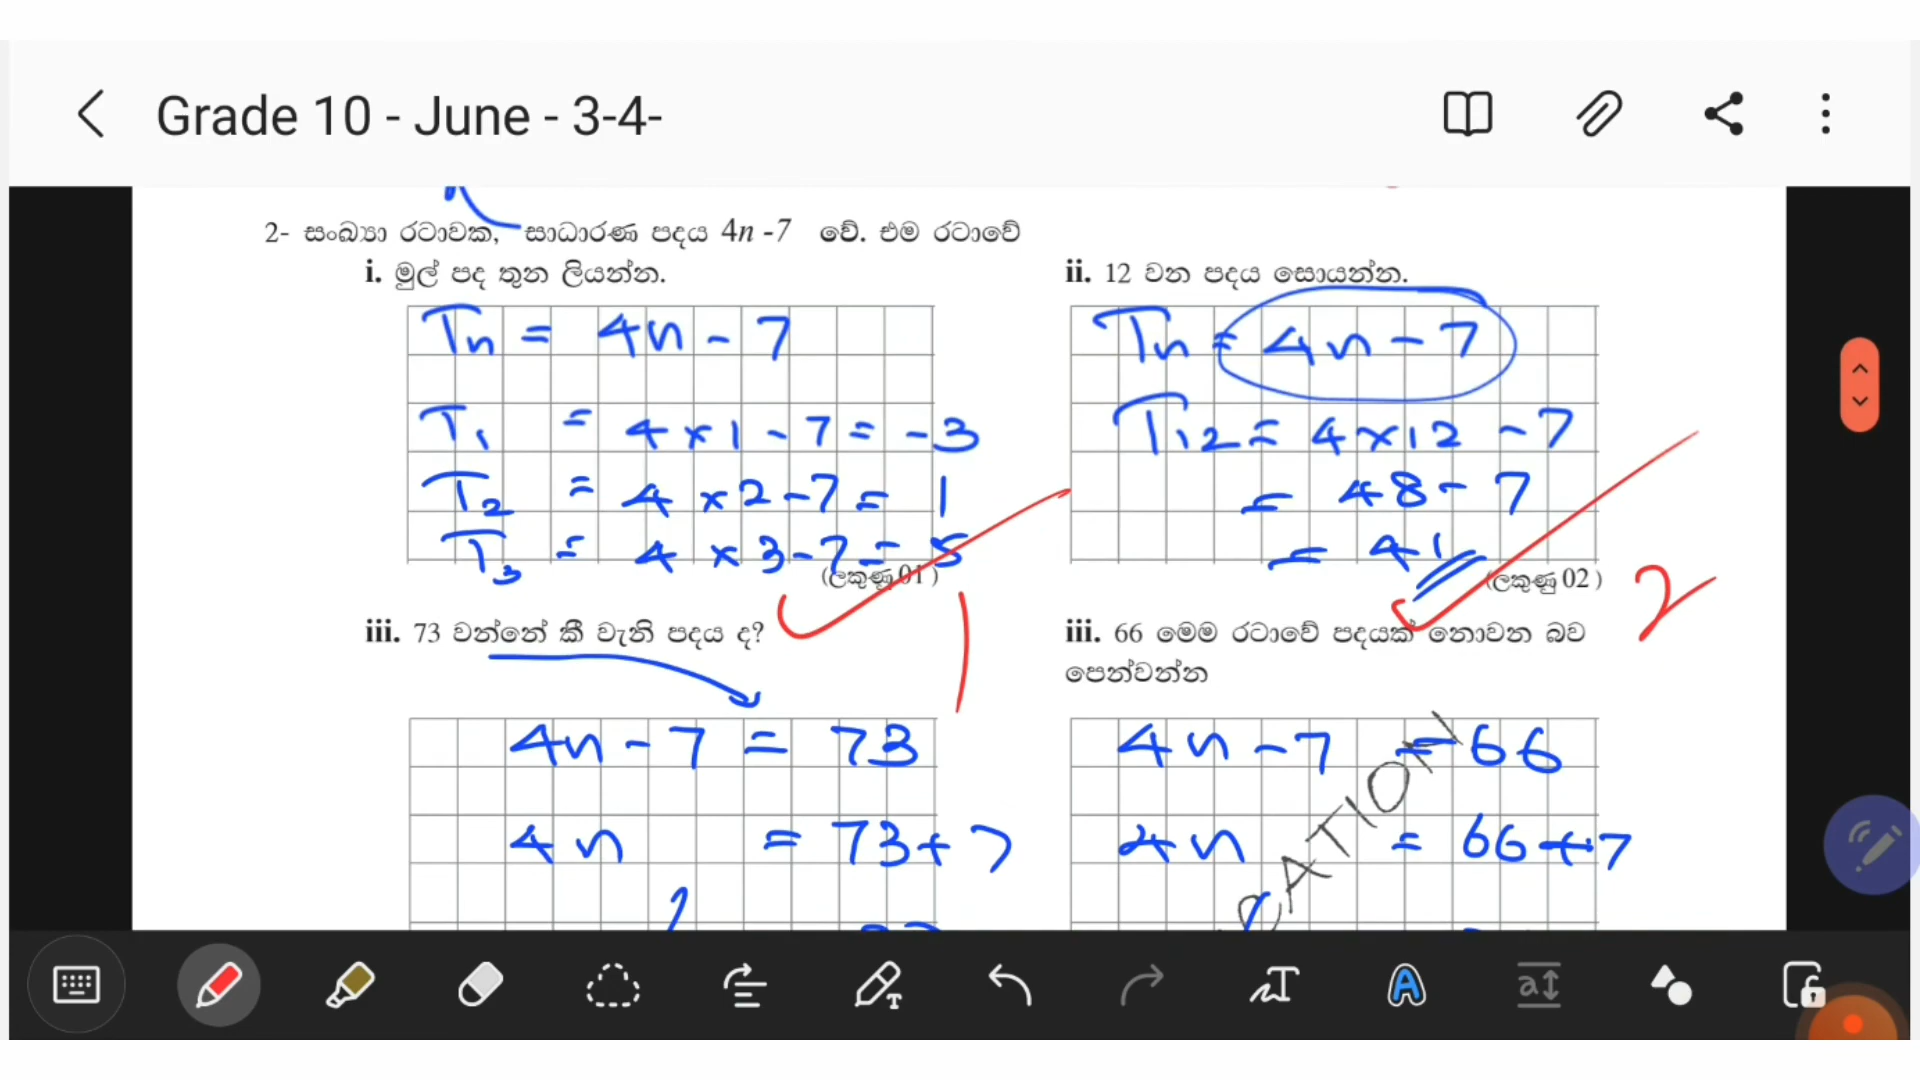 Grade 10 - June - 3-4-
2- සංඛ්‍යා රටාවක, සාධාරණ පදය 4n -7 වේ. එම රටාවේ
i. මුල් පද තුන ලියන්න.
Tn = 4n - 7
T1 = 4 × 1 - 7 = -3
T2 = 4 × 2 - 7 = 1
T3 = 4 × 3 - 7 = 5
(ලකුණු 01)
1
ii. 12 වන පදය සොයන්න.
Tn = 4n - 7
T12 = 4 × 12 - 7
= 48 - 7
= 41
(ලකුණු 02)
2
iii. 73 වන්නේ කී වැනි පදය ද?
4n - 7 = 73
4n = 73 + 7
iii. 66 මෙම රටාවේ පදයක් නොවන බව
පෙන්වන්න
4n - 7 = 66
4n = 66 + 7